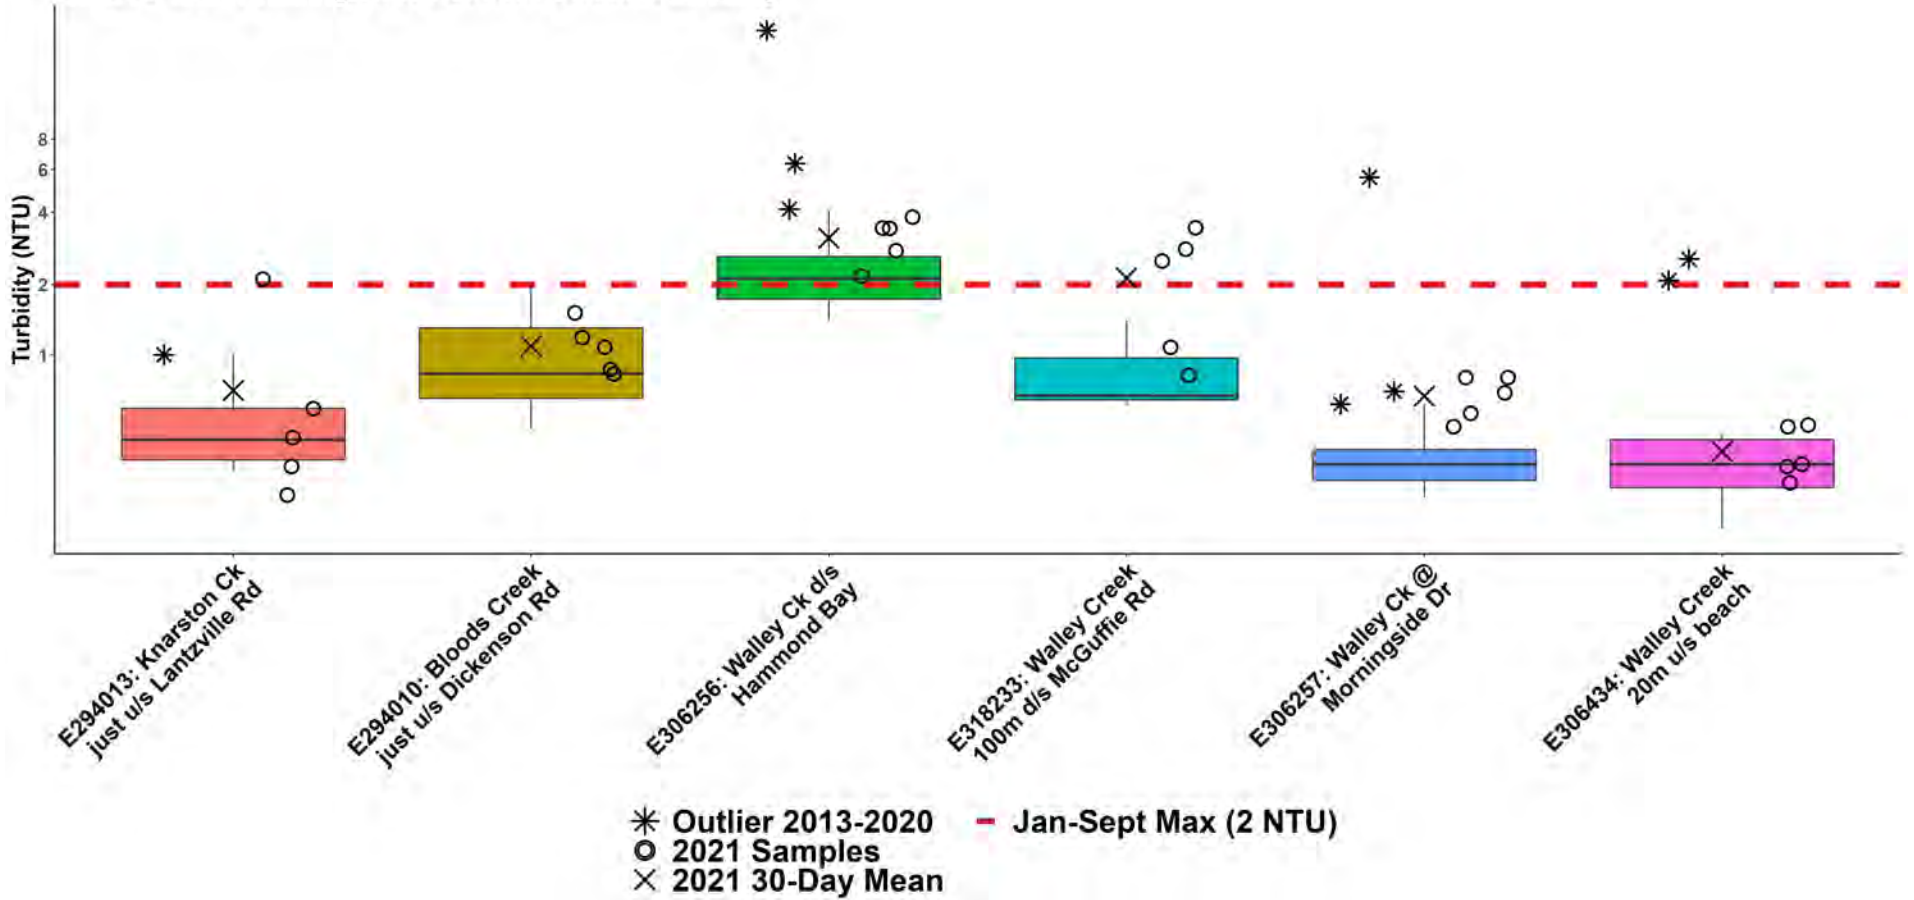 8
6
4
2
1
Turbidity (NTU)
E294013: Knarston Ck
just u/s Lantzville Rd
E294010: Bloods Creek
just u/s Dickenson Rd
E306256: Walley Ck d/s
Hammond Bay
E318233: Walley Creek
100m d/s McGuffie Rd
E306257: Walley Ck @
Morningside Dr
E306434: Walley Creek
20m u/s beach
Outlier 2013-2020
Jan-Sept Max (2 NTU)
2021 Samples
2021 30-Day Mean